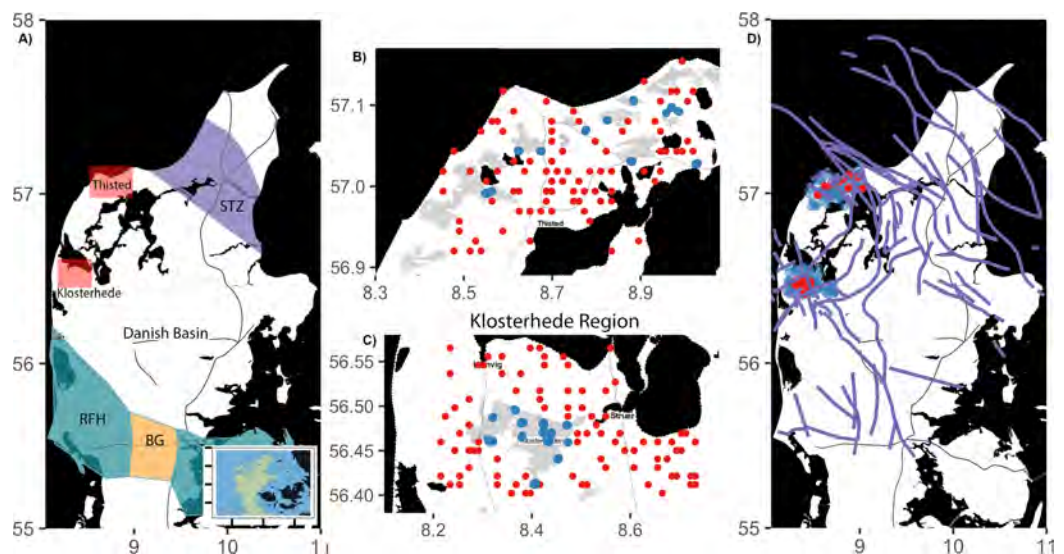 58
A)
57
56
55
9
10
11
Thisted
STZ
Klosterhede
Danish Basin
RFH
BG
B)
57.1
57.0
56.9
8.3
8.5
8.7
8.9
Thisted
Klosterhede Region
C)
56.55
56.50
56.45
56.40
8.2
8.4
8.6
Struer
D)
58
57
56
55
9
10
11